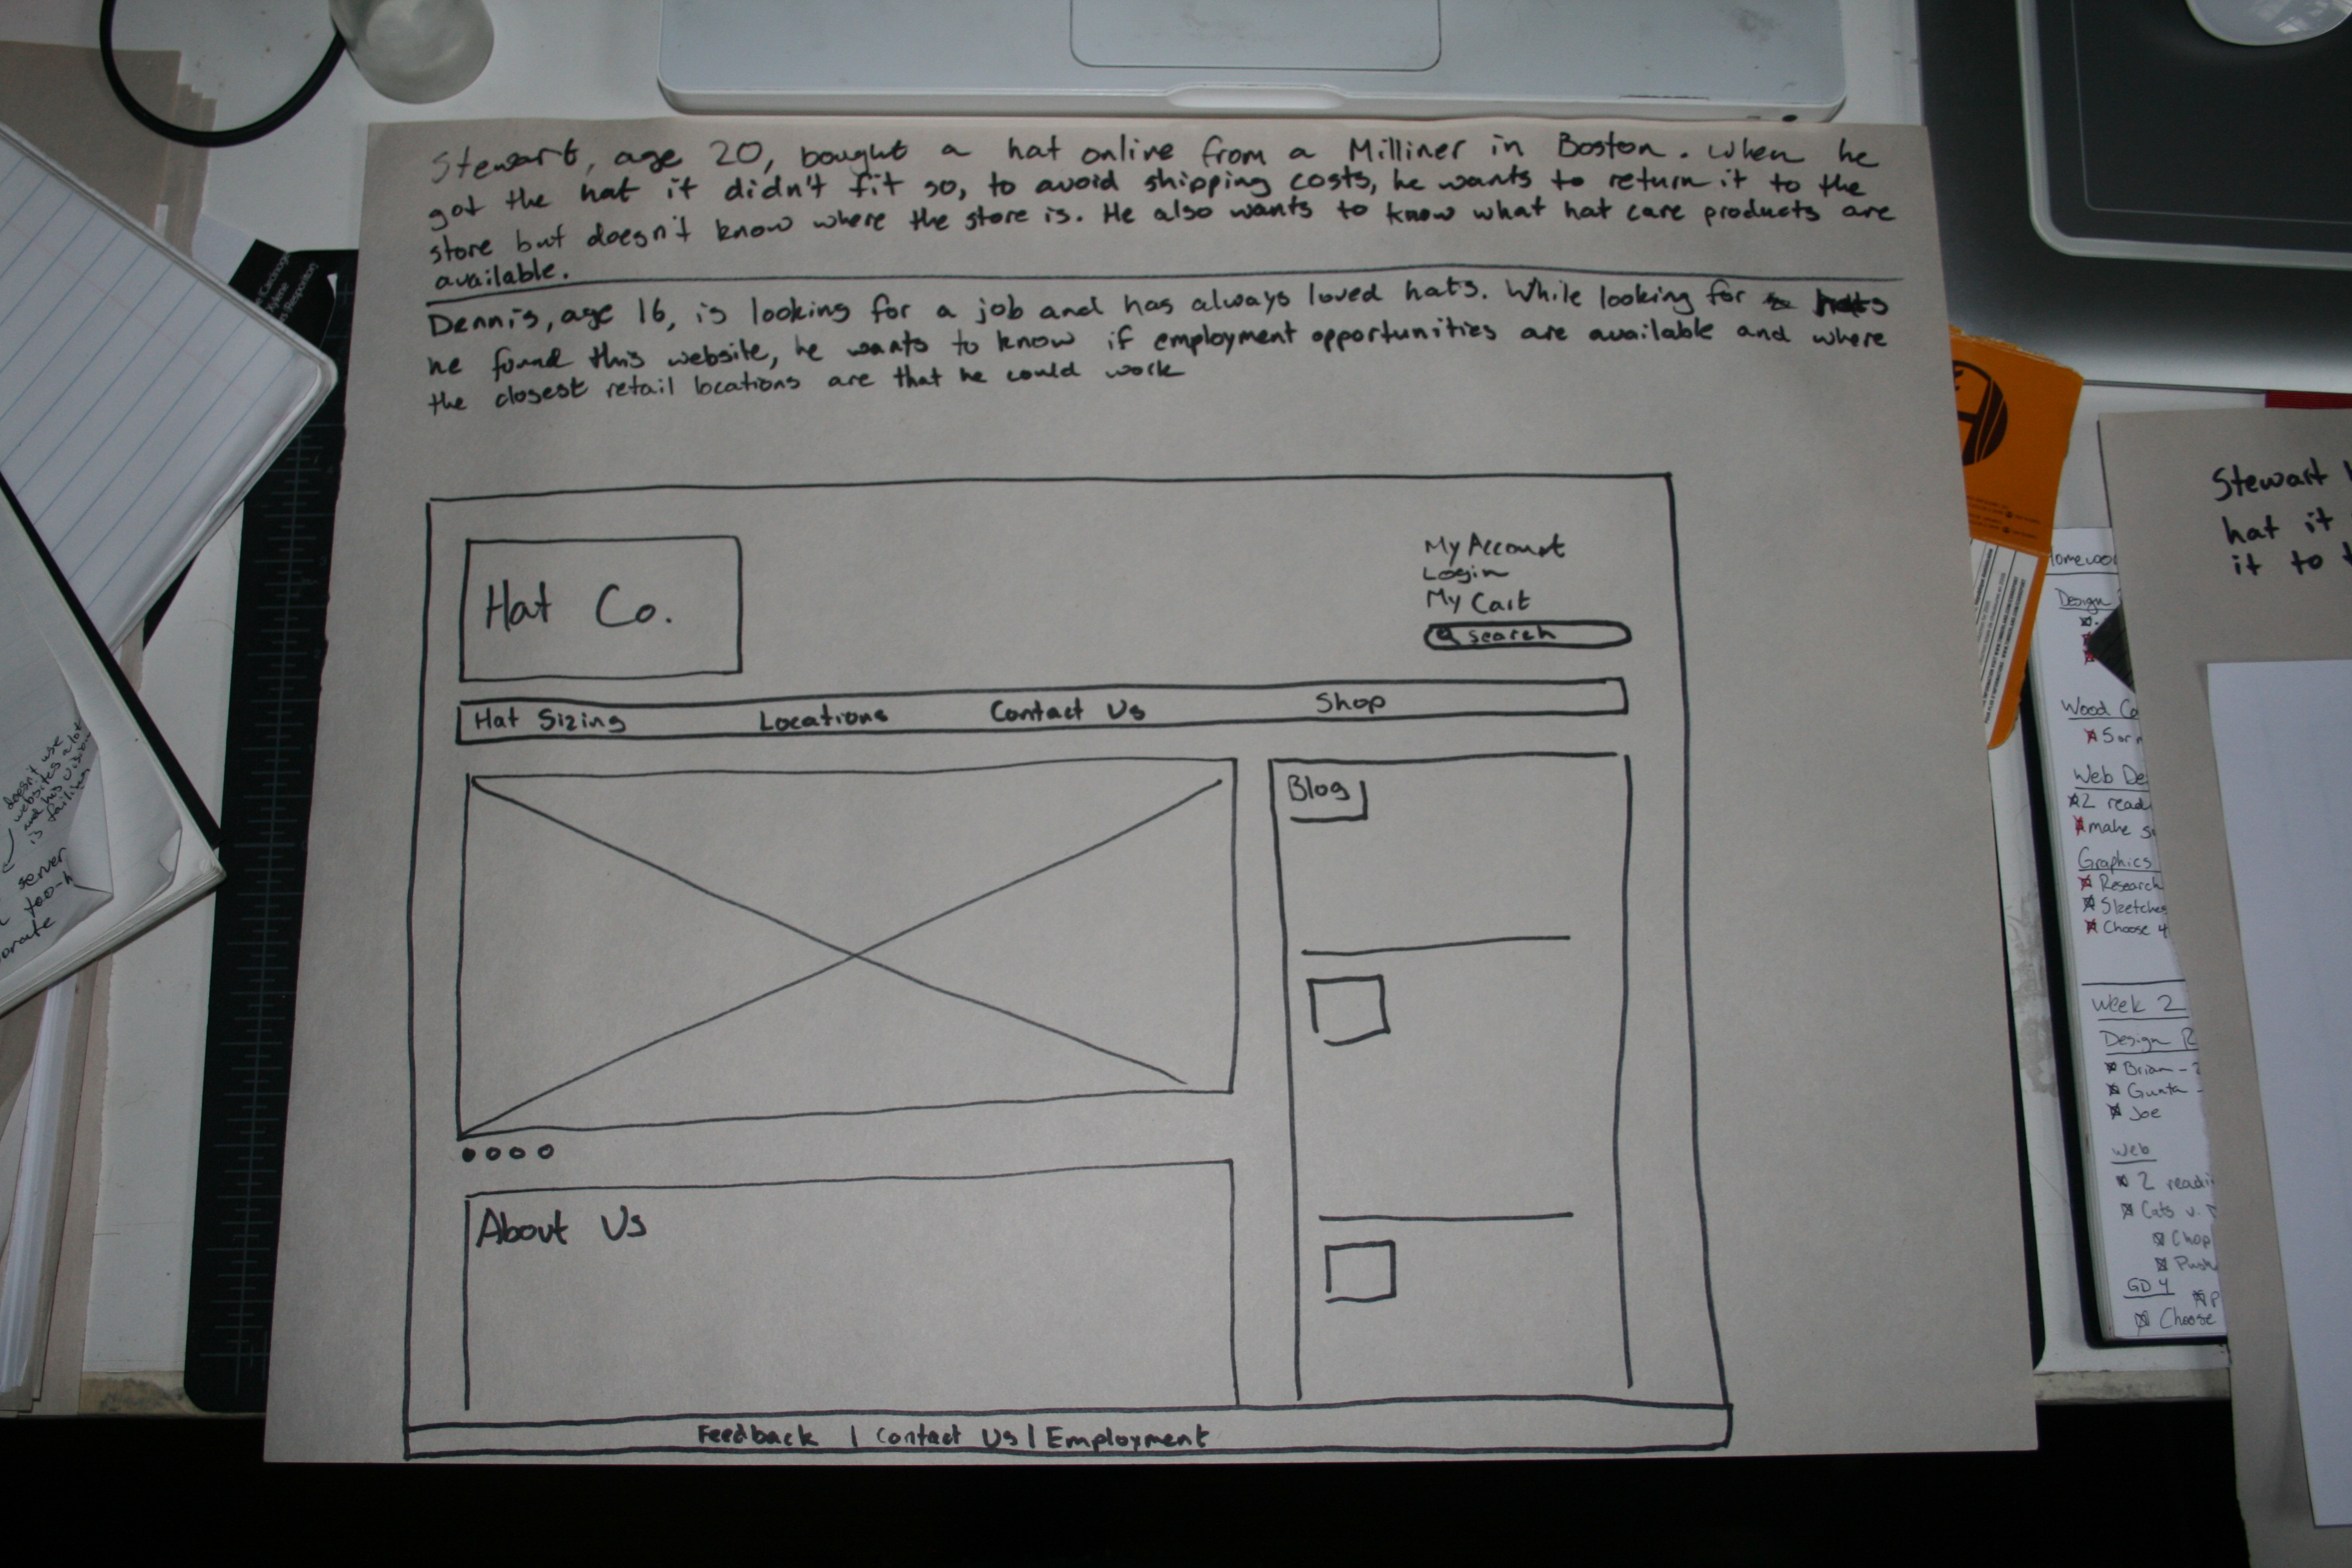 Stewart, age 20, bought a hat online from a Milliner in Boston. When he
got the hat it didn't fit so, to avoid shipping costs, he wants to return it to the
store but doesn't know where the store is. He also wants to know what hat care products are
available.
Dennis, age 16, is looking for a job and has always loved hats. While looking for hats
he found this website, he wants to know if employment opportunities are available and where
the closest retail locations are that he could work
Hat Co.
My Account
Login
My Cart
search
Hat Sizing Locations Contact Us Shop
Blog
About Us
Feedback | Contact Us | Employment
Stewart
hat it
it to
Design
Wood Co
5 or
Web De
2 read
make
Graphics
Research
Sketches
Choose 4
Week 2
Design R
Brian -
Gunta -
Joe
Web
2 readi
Cats v.
Chop
Push
GD 4
Choose
doesn't use
websites a lot
and his
is failing
server
too-h
orate